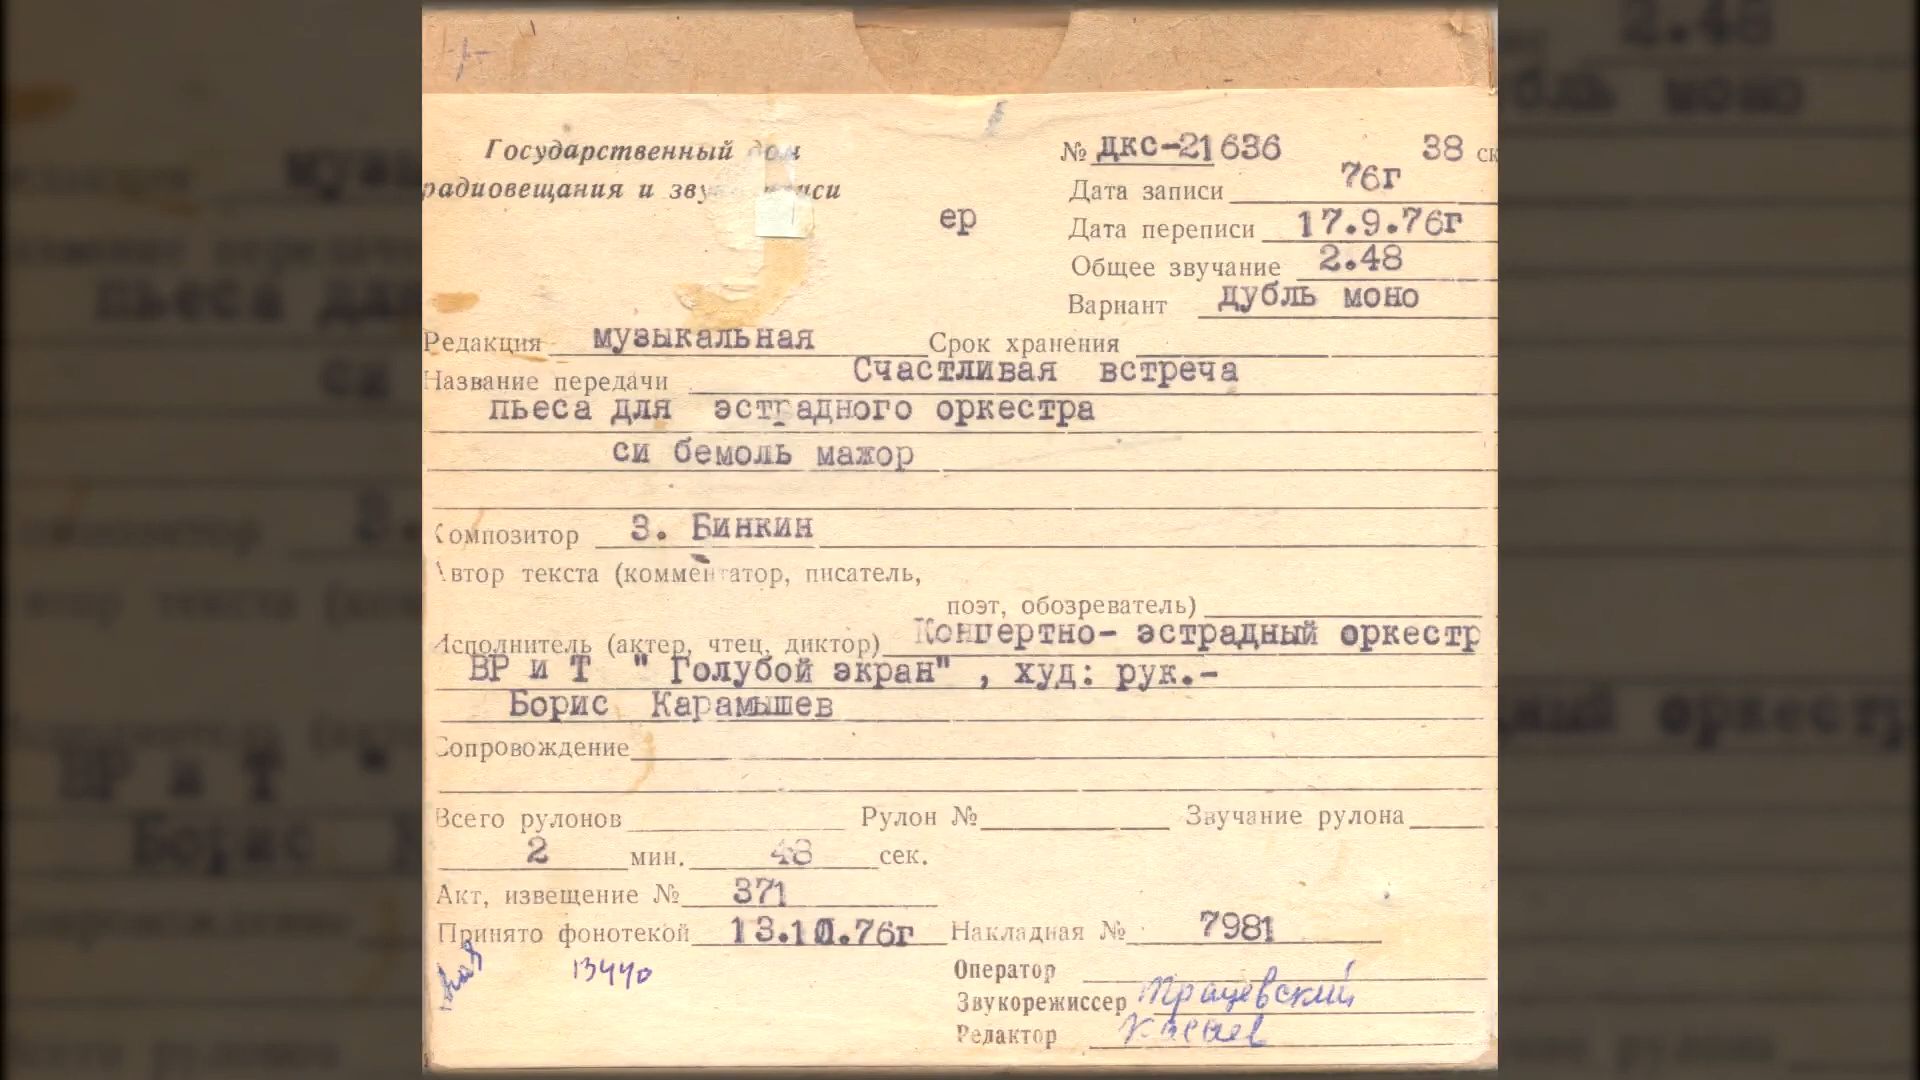 Государственный дом
радиовещания и звукозаписи
ер
№ ДКС-21636 38 ск
Дата записи 76г
Дата переписи 17.9.76г
Общее звучание 2.48
Вариант дубль моно
Редакция музыкальная Срок хранения
Название передачи Счастливая встреча
пьеса для эстрадного оркестра
си бемоль мажор
Композитор З. Бинкин
Автор текста (комментатор, писатель,
поэт, обозреватель)
Исполнитель (актер, чтец, диктор) Концертно- эстрадный оркестр
ВР и Т " Голубой экран" , худ: рук.-
Борис Карамышев
Сопровождение
Всего рулонов Рулон № Звучание рулона
2 мин. 48 сек.
Акт, извещение № 371
Принято фонотекой 13.10.76г Накладная № 7981
13440
Оператор
Звукорежиссер Трацевский
Редактор